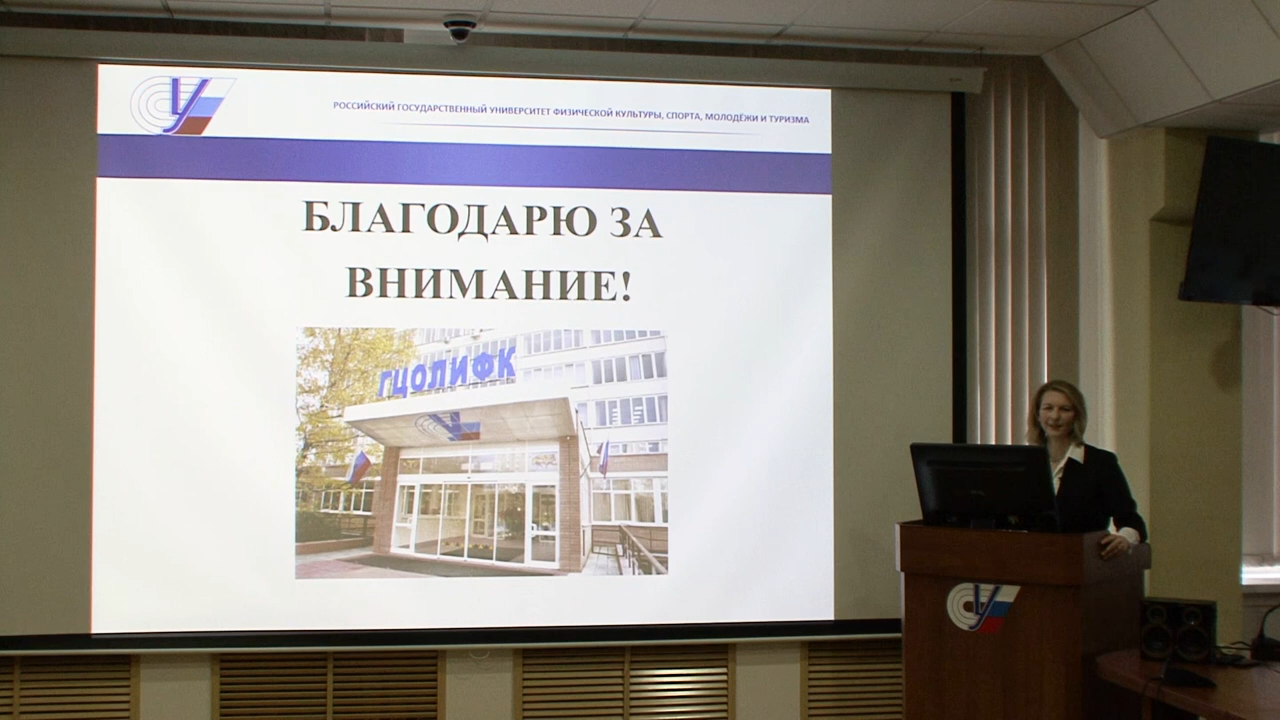 РОССИЙСКИЙ ГОСУДАРСТВЕННЫЙ УНИВЕРСИТЕТ ФИЗИЧЕСКОЙ КУЛЬТУРЫ, СПОРТА, МОЛОДЁЖИ И ТУРИЗМА
БЛАГОДАРЮ ЗА
ВНИМАНИЕ!
ГЦОЛИФК